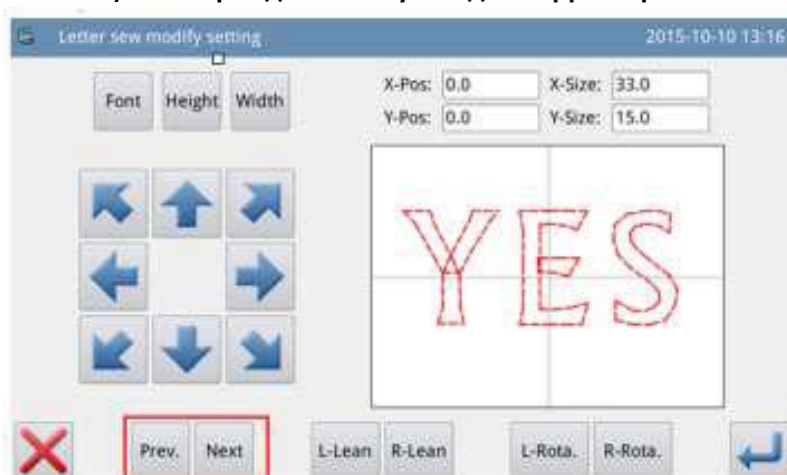 Letter sew modify setting 2015-10-10 13:16
Font Height Width
X-Pos: 0.0 X-Size: 33.0
Y-Pos: 0.0 Y-Size: 15.0
YES
Prev. Next L-Lean R-Lean L-Rota. R-Rota.